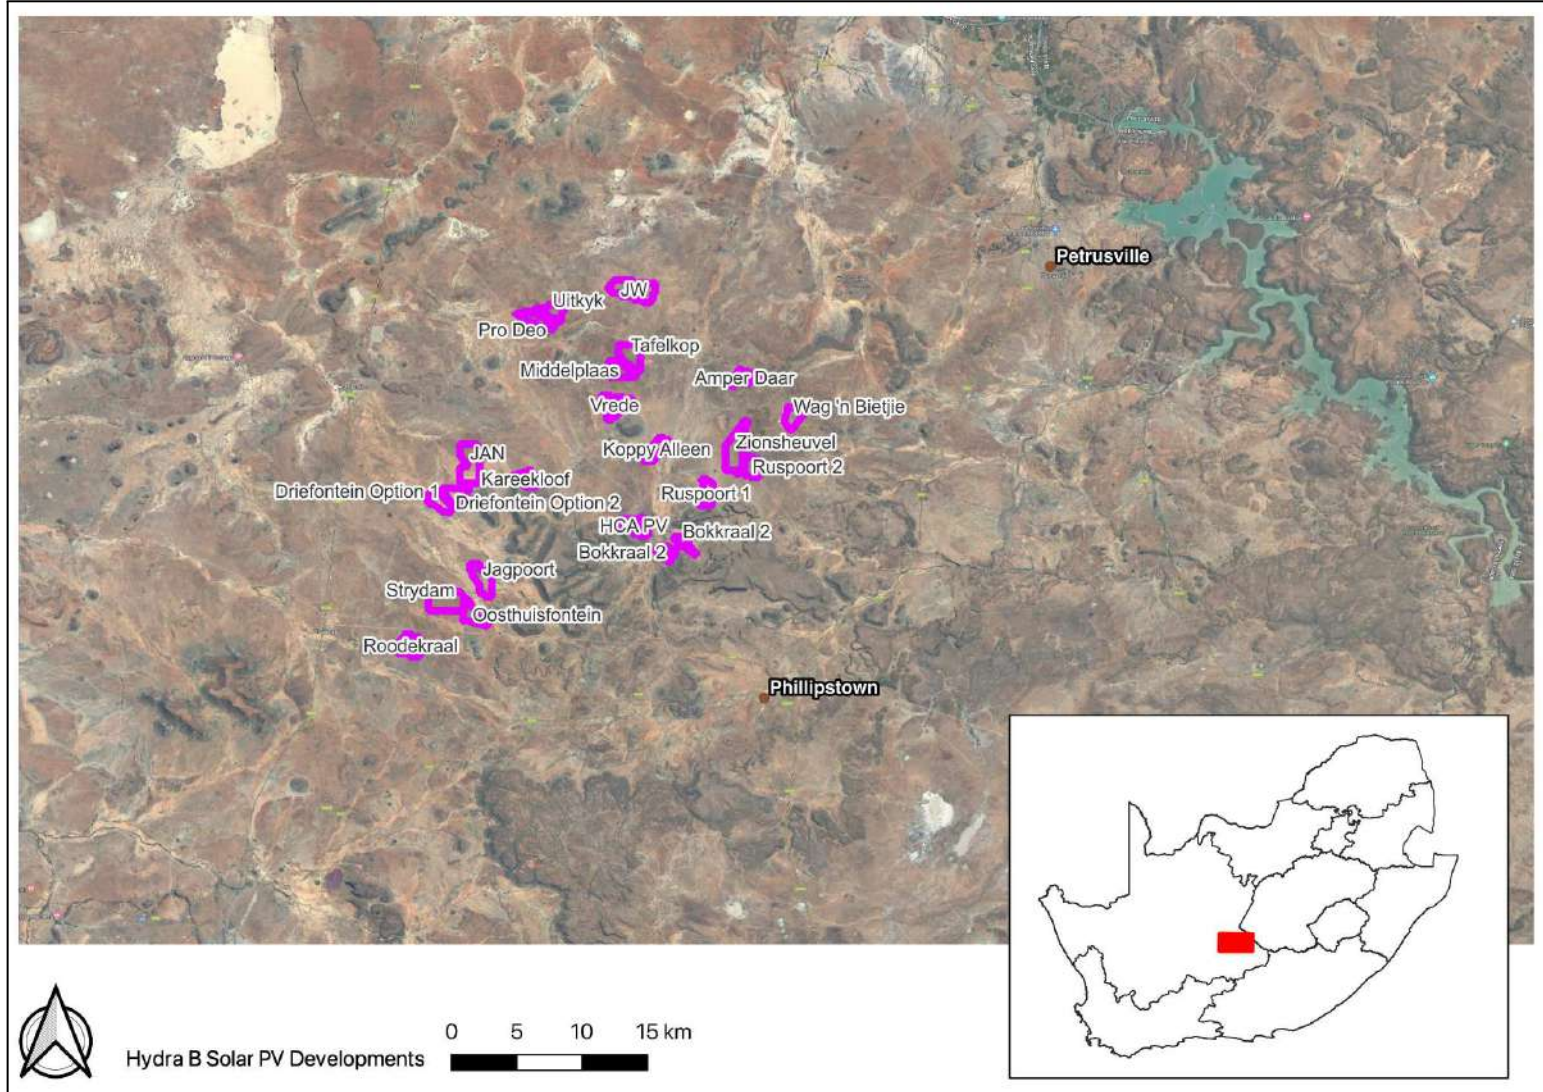 Petrusville
JW
Uitkyk
Pro Deo
Tafelkop
Middelplaas
Amper Daar
Vrede
Wag 'n Bietjie
Zionsheuvel
Koppy Alleen
JAN
Ruspoort 2
Kareekloof
Driefontein Option 1
Ruspoort 1
Driefontein Option 2
HCA PV
Bokkraal 2
Bokkraal 2
Jagpoort
Strydam
Oosthuisfontein
Roodekraal
Phillipstown
0 5 10 15 km
Hydra B Solar PV Developments